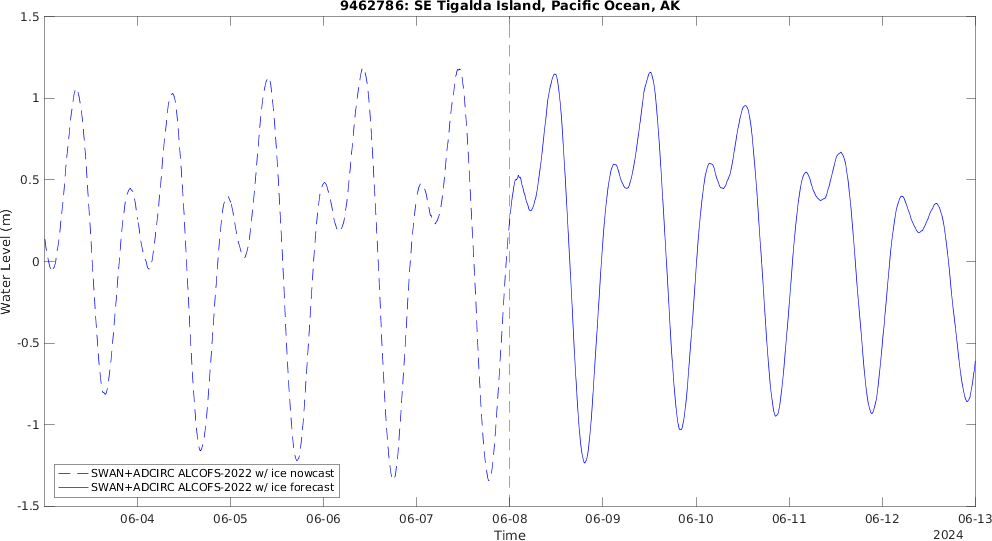 9462786: SE Tigalda Island, Pacific Ocean, AK
1.5
1
0.5
0
-0.5
-1
-1.5
Water Level (m)
SWAN+ADCIRC ALCOFS-2022 w/ ice nowcast
SWAN+ADCIRC ALCOFS-2022 w/ ice forecast
06-04 06-05 06-06 06-07 06-08 06-09 06-10 06-11 06-12 06-13
Time
2024